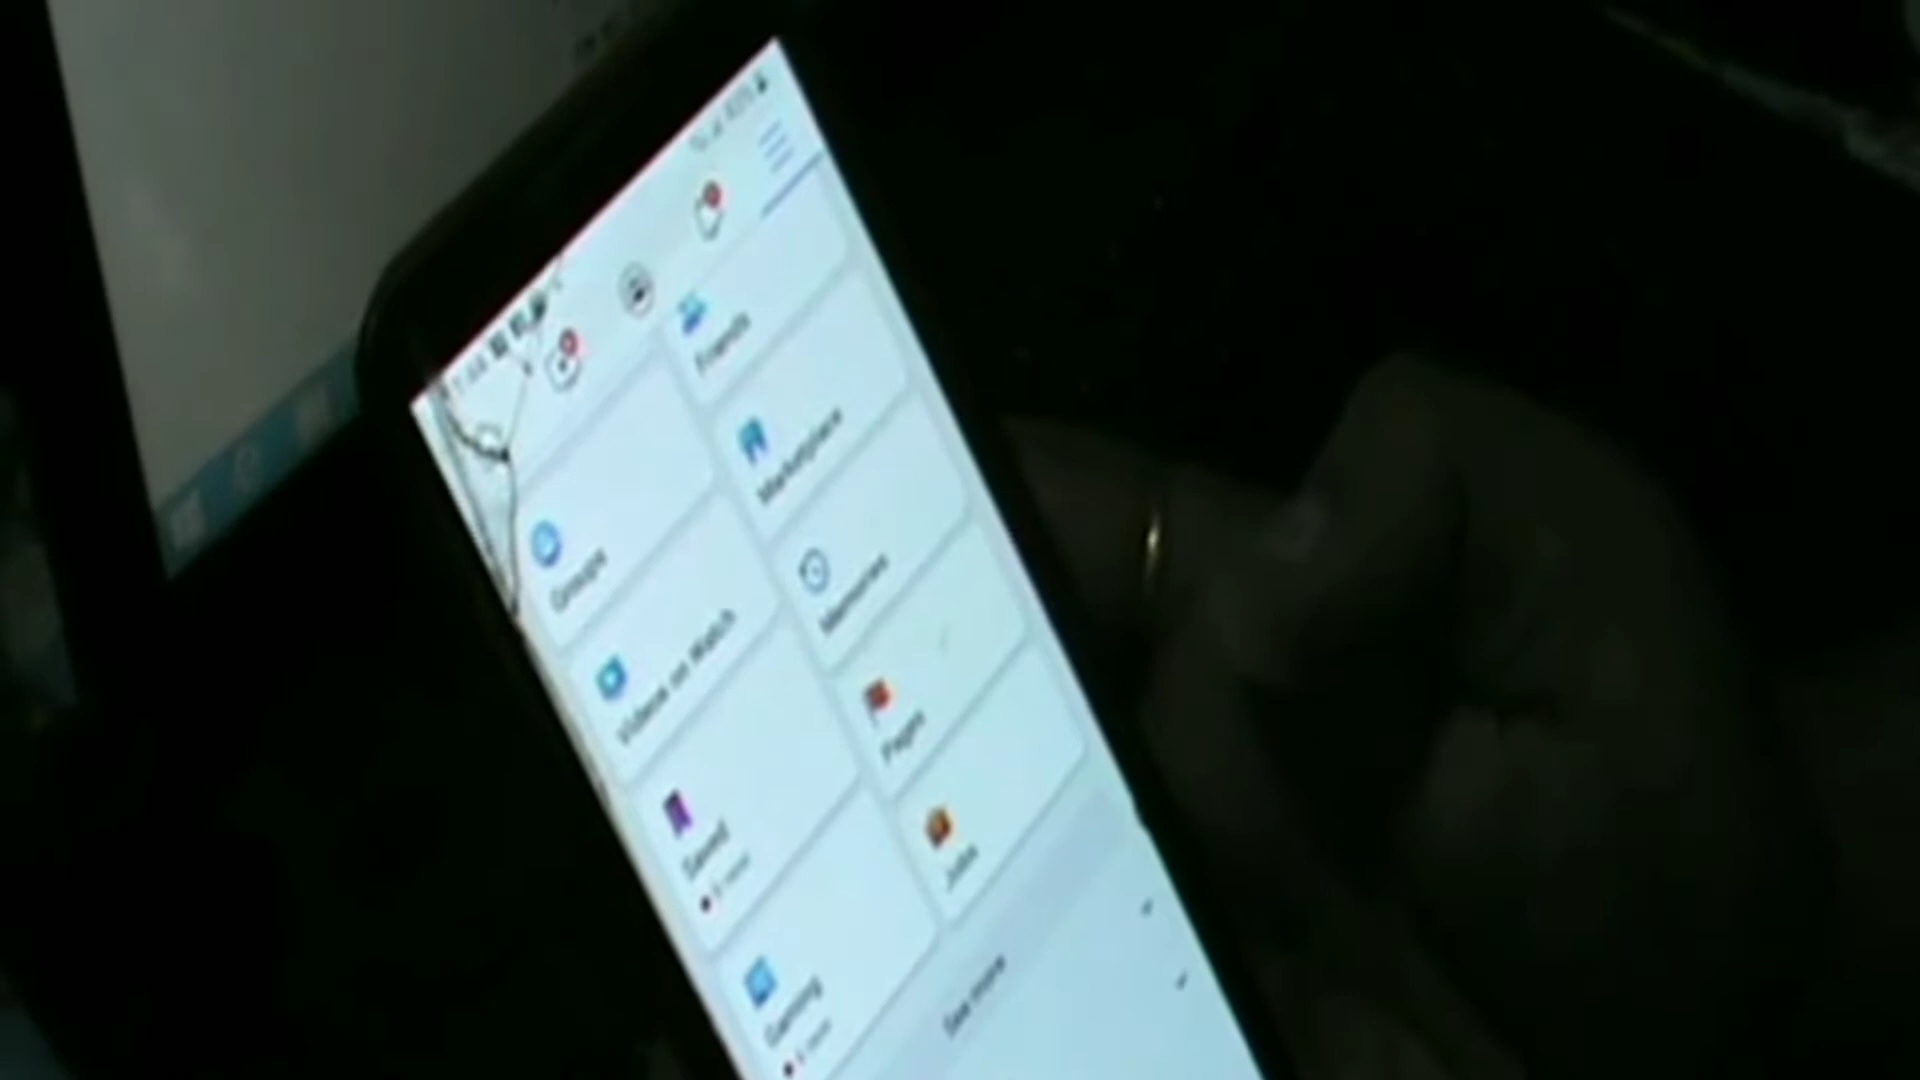 Friends
Groups
Marketplace
Videos on Watch
Memories
Saved
Pages
Gaming
Jobs
See more